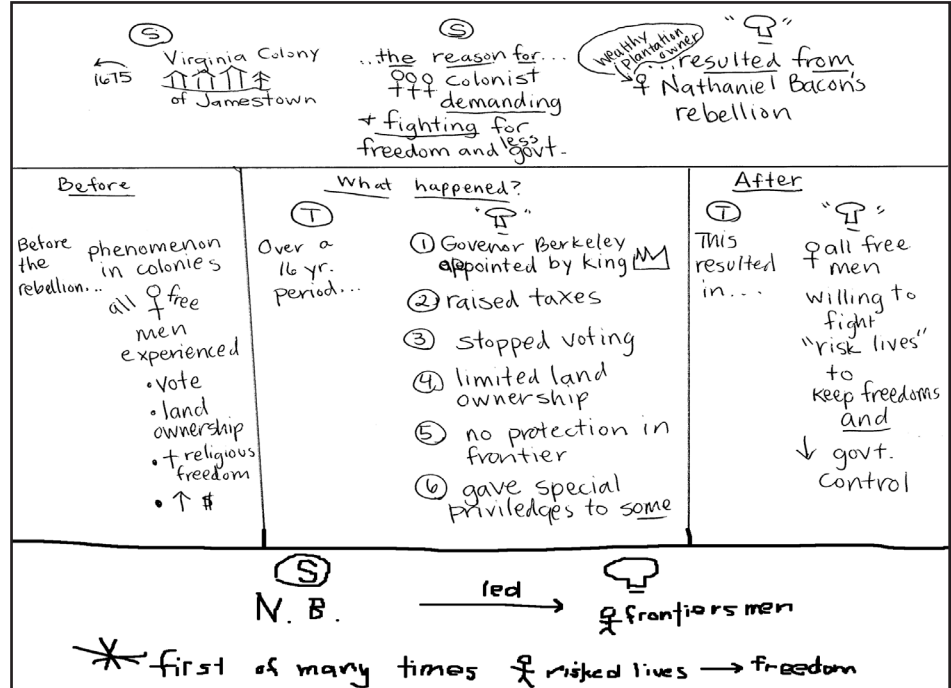 S
1675
Virginia Colony
of Jamestown
S
...the reason for...
colonist
demanding
+ fighting for
freedom and less govt.
" "
wealthy
plantation
owner
...resulted from
Nathaniel Bacon's
rebellion
Before
Before
the
rebellion...
phenomenon
in colonies
all free
men
experienced
• vote
• land
ownership
• + religious
freedom
• ↑ $
What happened?
T
Over a
16 yr.
period...
" "
① Govenor Berkeley
appointed by king
② raised taxes
③ stopped voting
④ limited land
ownership
⑤ no protection in
frontier
⑥ gave special
priviledges to some
After
T
This
resulted
in....
" "
all free
men
willing to
fight
"risk lives"
to
keep freedoms
and
↓ govt.
control
S
N. B. led → frontiorsmen
* first of many times risked lives → freedom